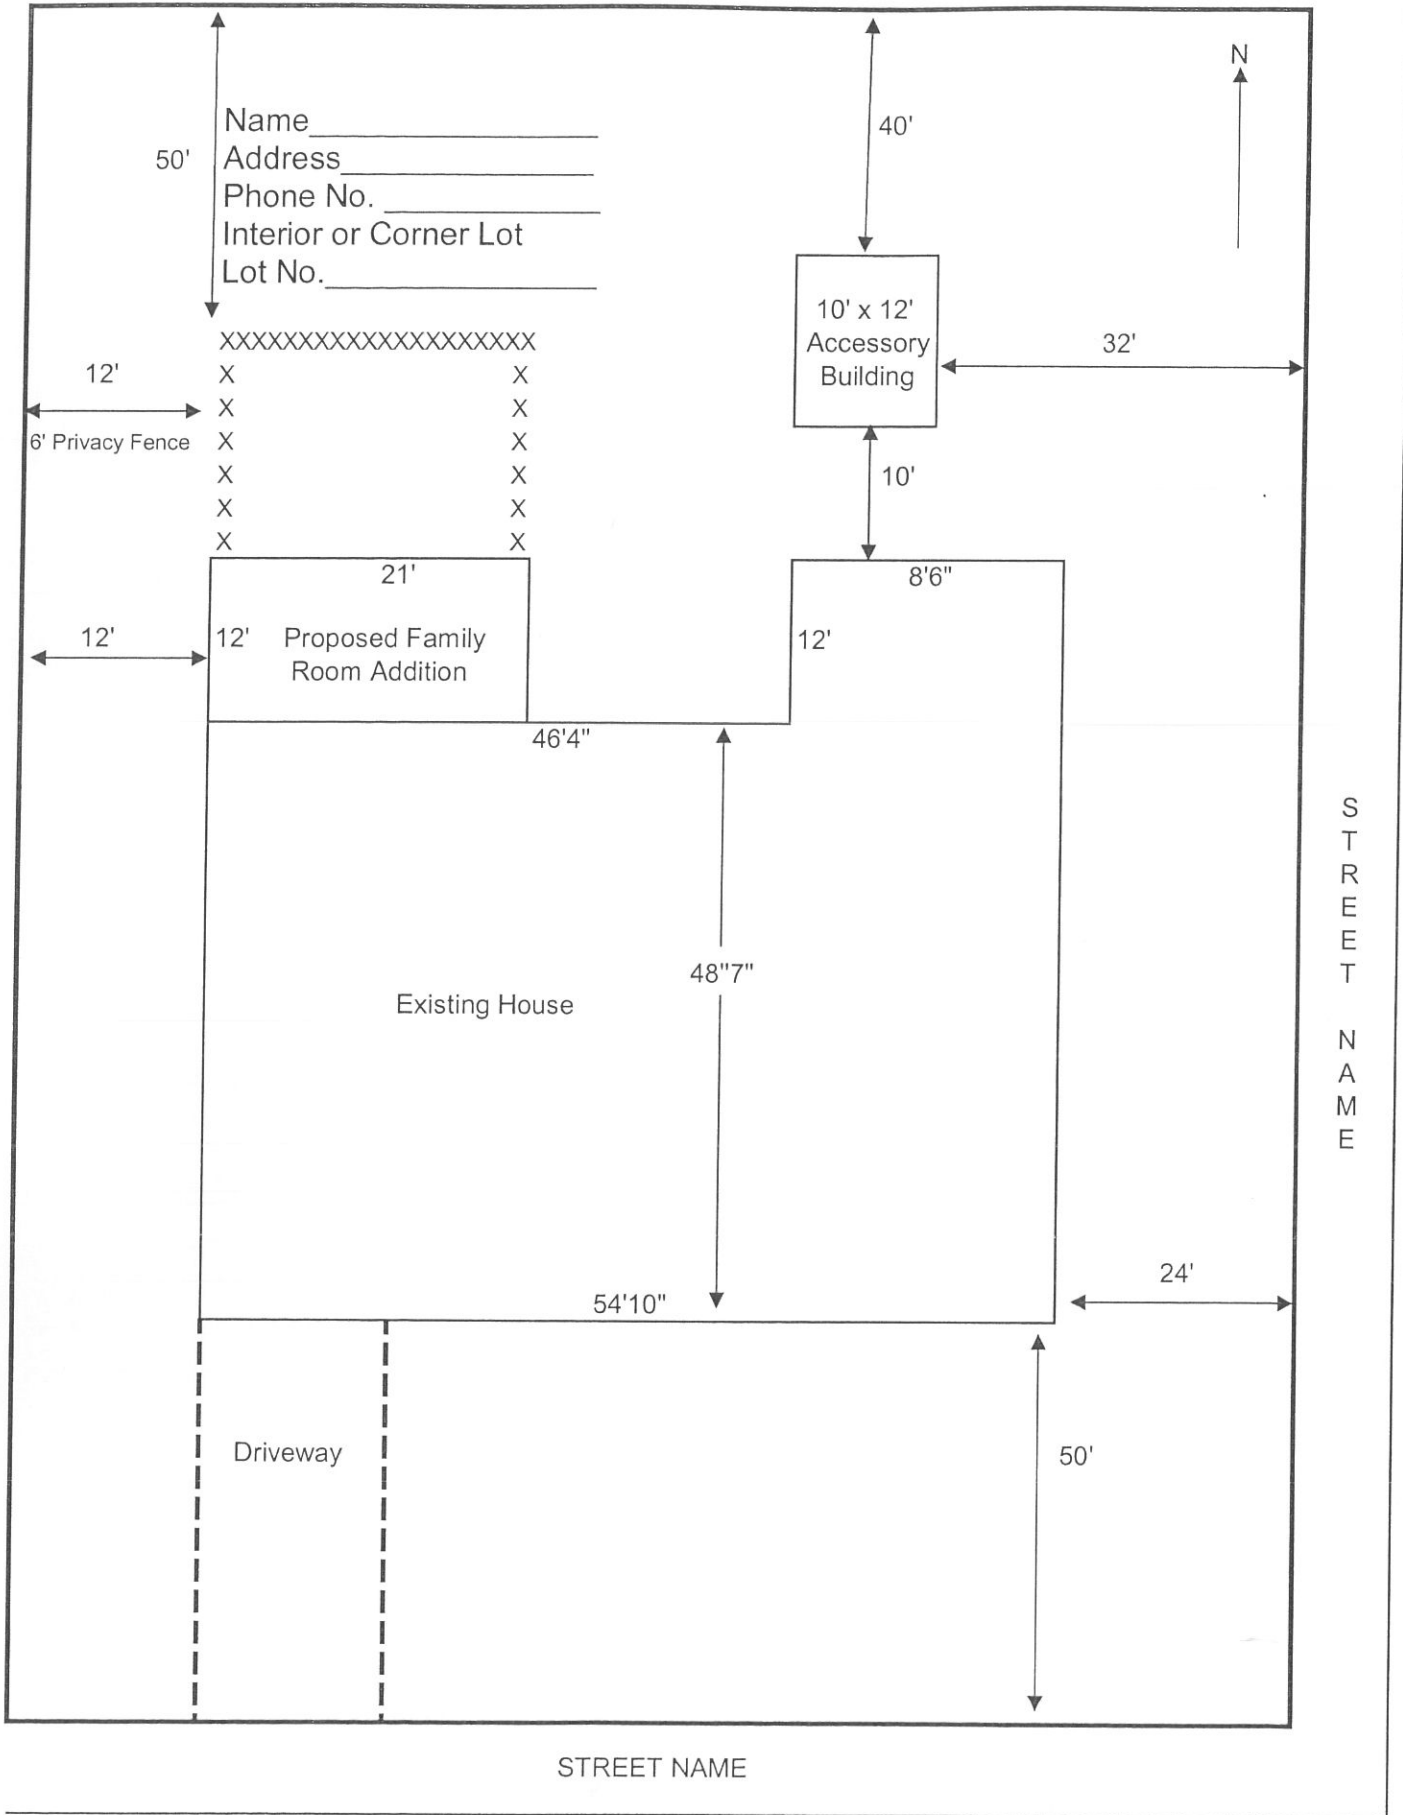 N
Name
50'
Address
Phone No.
Interior or Corner Lot
Lot No.
40'
10' x 12'
Accessory
Building
32'
XXXXXXXXXXXXXXXXXXXX
12'
X X
X X
6' Privacy Fence X X
X X
X X
X X
10'
21'
8'6"
12'
12'
Proposed Family
Room Addition
12'
46'4"
48"7"
Existing House
54'10"
24'
Driveway
50'
STREET NAME
STREET NAME